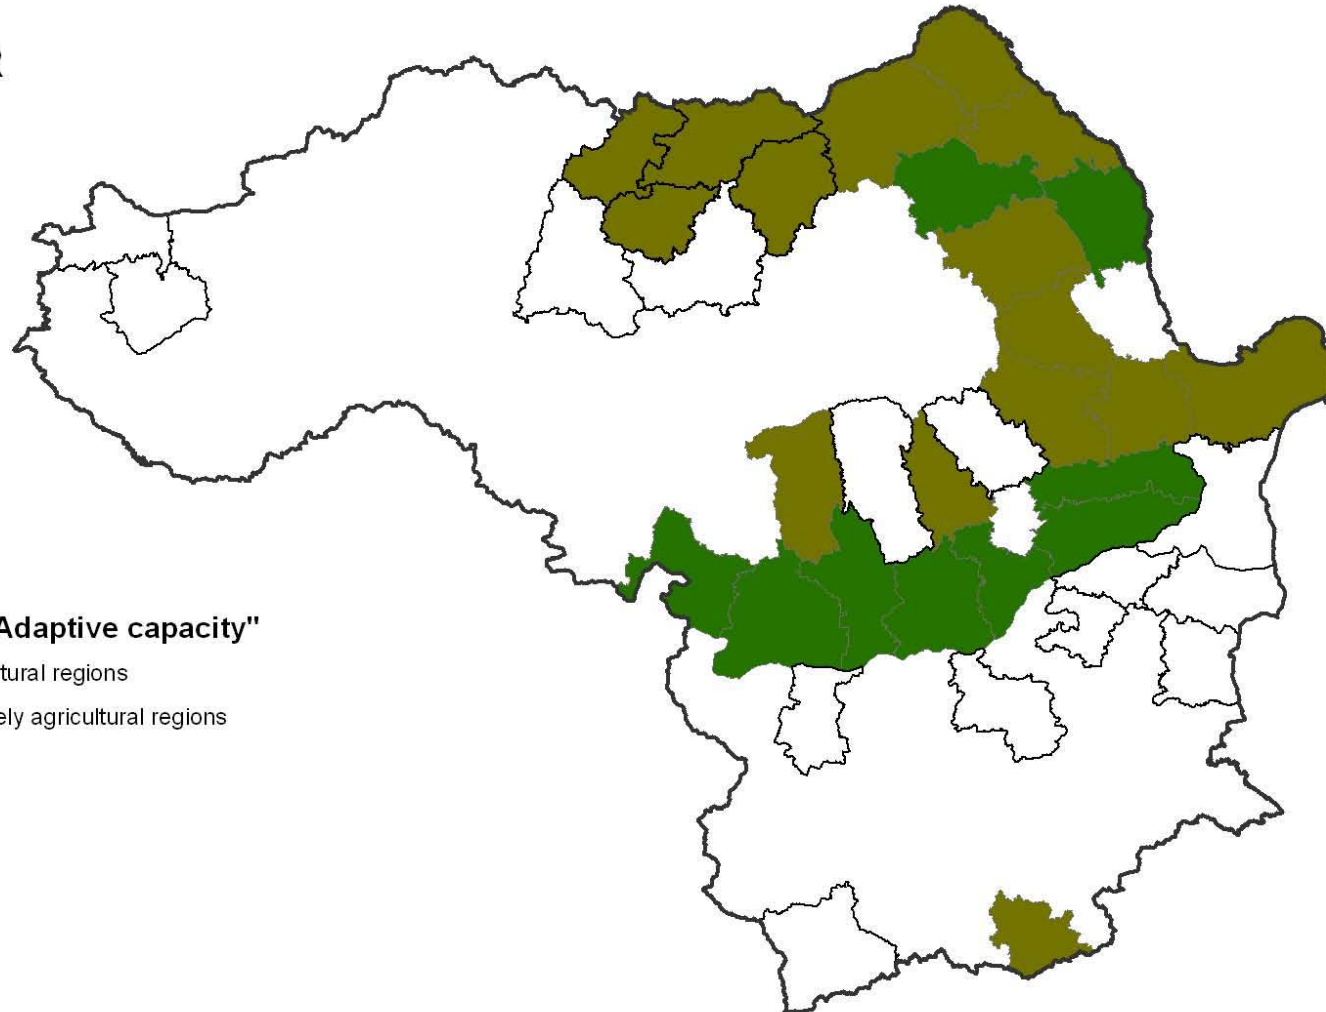 Adaptive capacity"
tural regions
ely agricultural regions